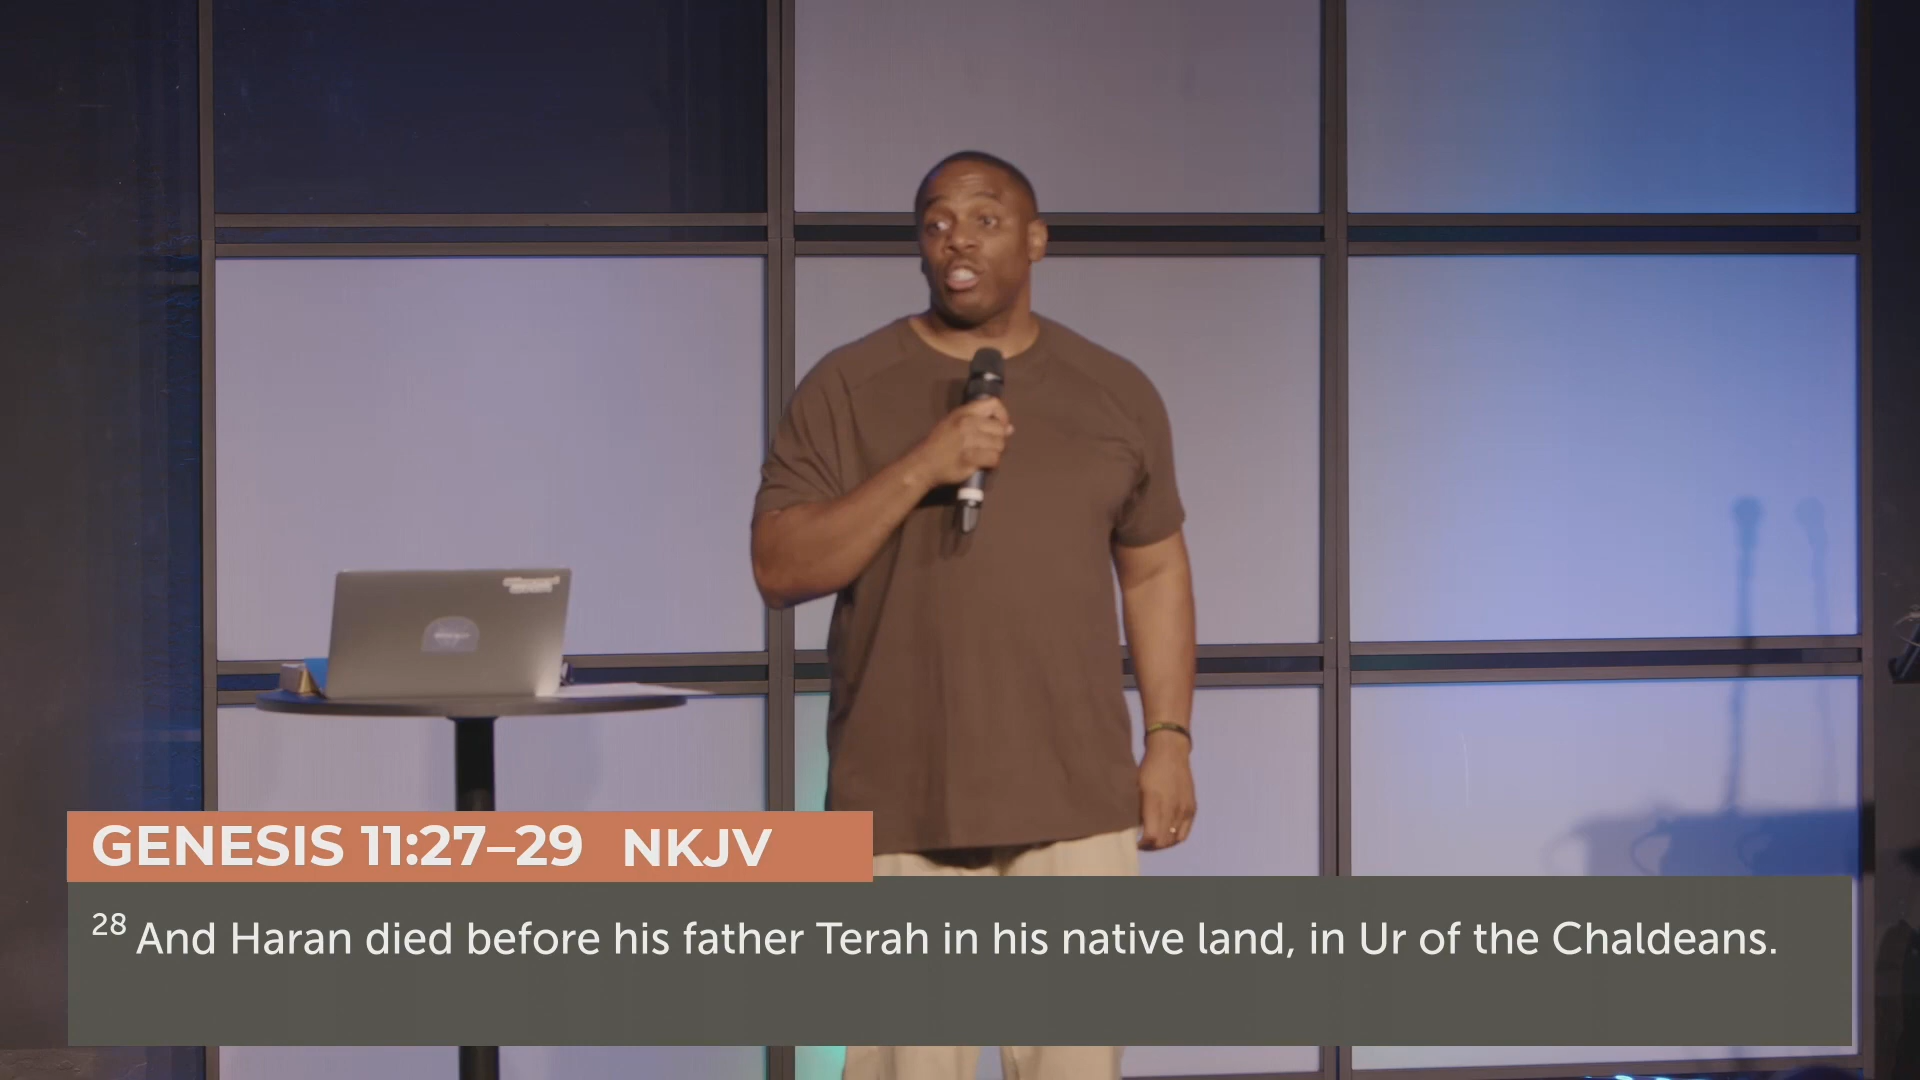 GENESIS 11:27–29 NKJV
28 And Haran died before his father Terah in his native land, in Ur of the Chaldeans.